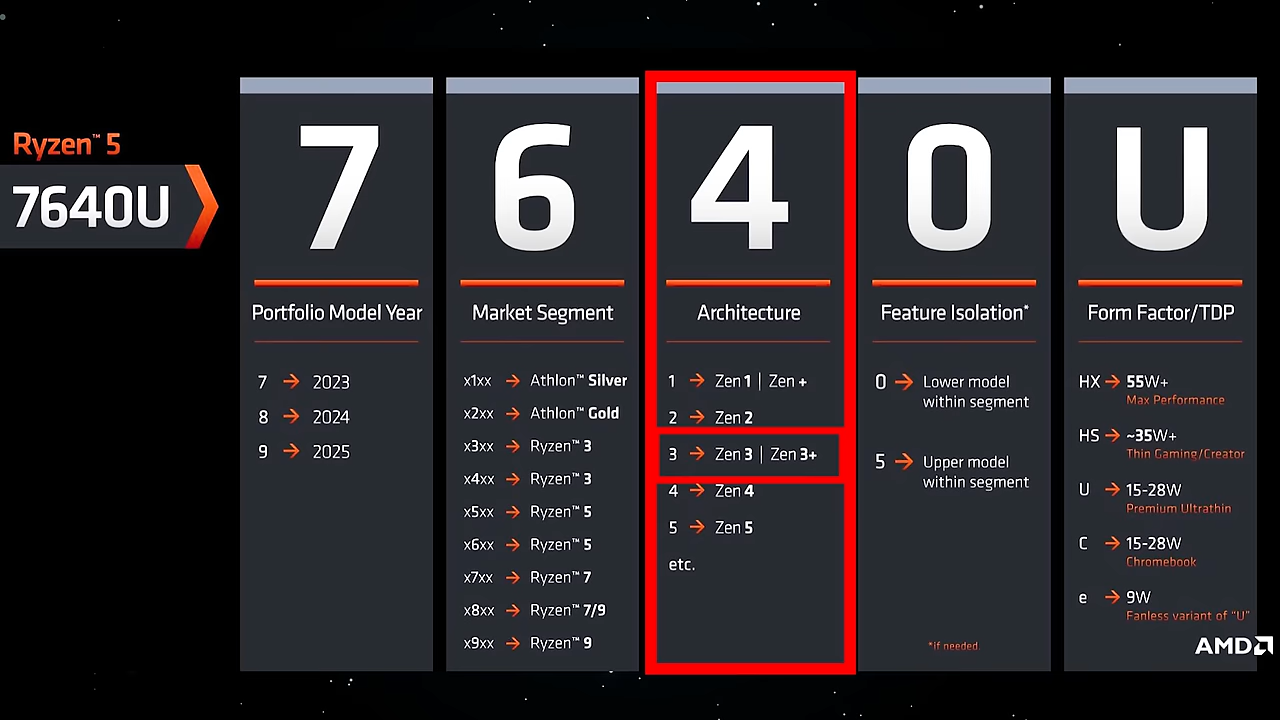 Ryzen™ 5
7640U
7
Portfolio Model Year
7 → 2023
8 → 2024
9 → 2025
6
Market Segment
x1xx → Athlon™ Silver
x2xx → Athlon™ Gold
x3xx → Ryzen™ 3
x4xx → Ryzen™ 3
x5xx → Ryzen™ 5
x6xx → Ryzen™ 5
x7xx → Ryzen™ 7
x8xx → Ryzen™ 7/9
x9xx → Ryzen™ 9
4
Architecture
1 → Zen 1 | Zen +
2 → Zen 2
3 → Zen 3 | Zen 3+
4 → Zen 4
5 → Zen 5
etc.
0
Feature Isolation*
0 → Lower model
within segment
5 → Upper model
within segment
*if needed.
U
Form Factor/TDP
HX → 55W+
Max Performance
HS → ~35W+
Thin Gaming/Creator
U → 15-28W
Premium Ultrathin
C → 15-28W
Chromebook
e → 9W
Fanless variant of "U"
AMD